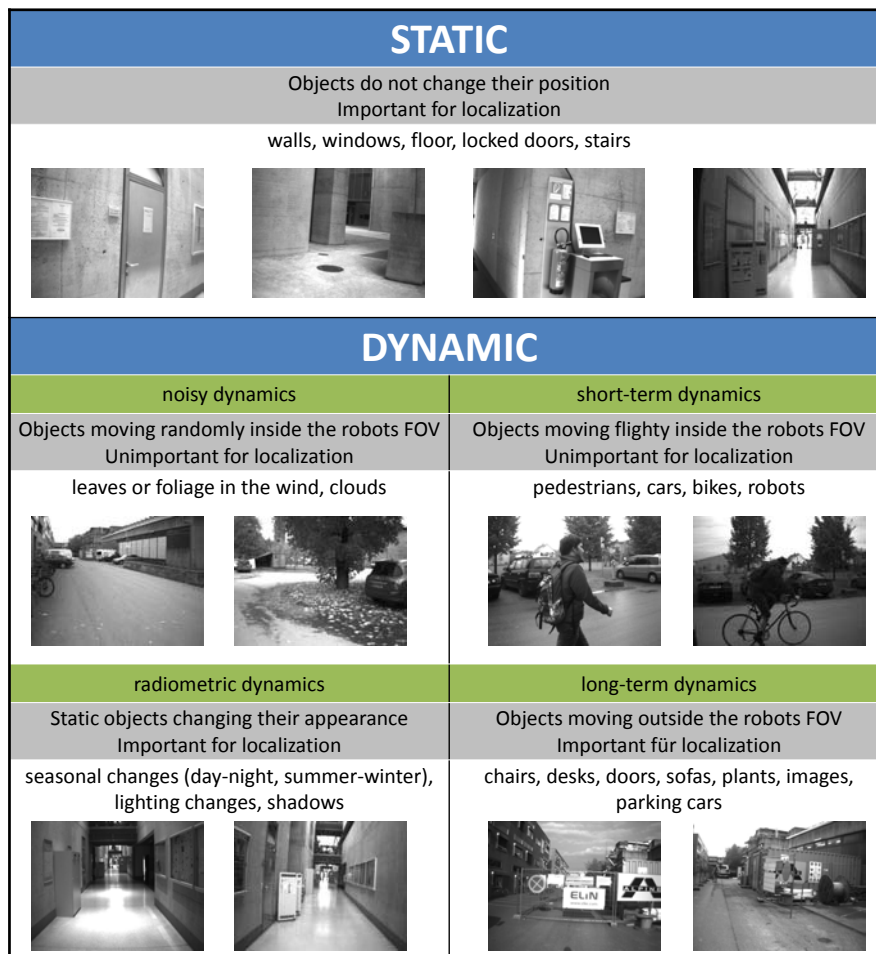 STATIC
Objects do not change their position
Important for localization
walls, windows, floor, locked doors, stairs
DYNAMIC
noisy dynamics
short-term dynamics
Objects moving randomly inside the robots FOV
Unimportant for localization
Objects moving flighty inside the robots FOV
Unimportant for localization
leaves or foliage in the wind, clouds
pedestrians, cars, bikes, robots
radiometric dynamics
long-term dynamics
Static objects changing their appearance
Important for localization
Objects moving outside the robots FOV
Important für localization
seasonal changes (day-night, summer-winter),
lighting changes, shadows
chairs, desks, doors, sofas, plants, images,
parking cars
ELIN